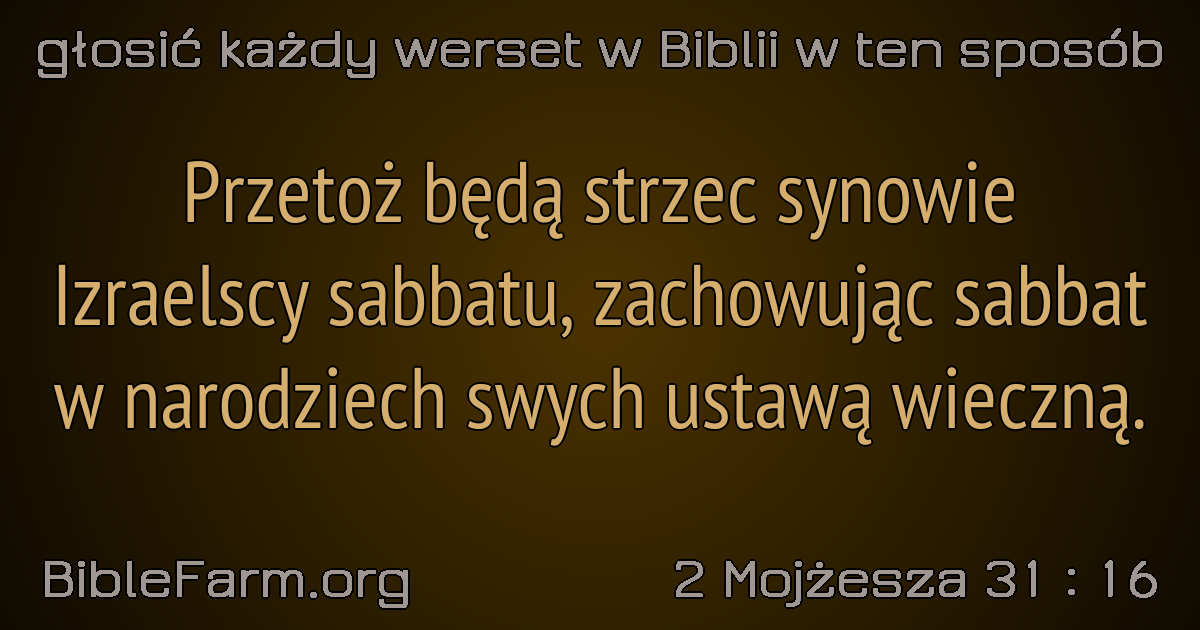 głosić każdy werset w Biblii w ten sposób
Przetoż będą strzec synowie
Izraelscy sabbatu, zachowując sabbat
w narodziech swych ustawą wieczną.
BibleFarm.org
2 Mojżesza 31 : 16